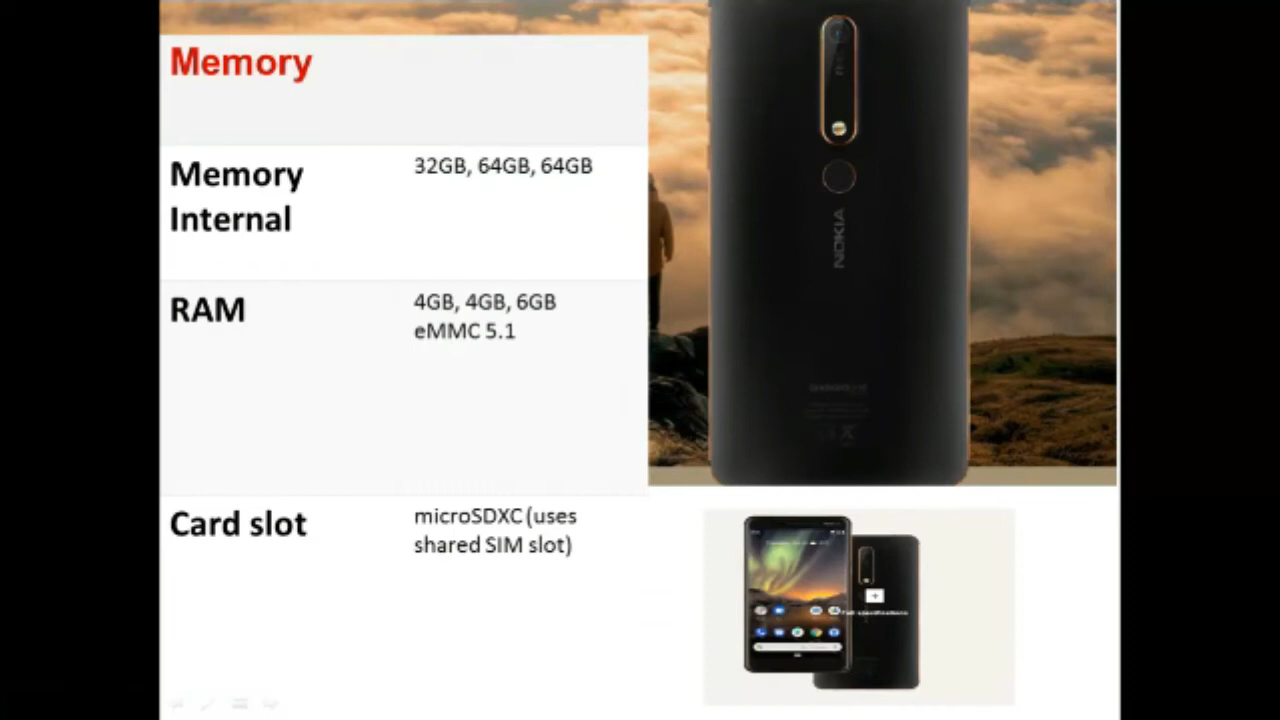 Memory
Memory
Internal
32GB, 64GB, 64GB
RAM
4GB, 4GB, 6GB
eMMC 5.1
Card slot
microSDXC (uses
shared SIM slot)
NOKIA